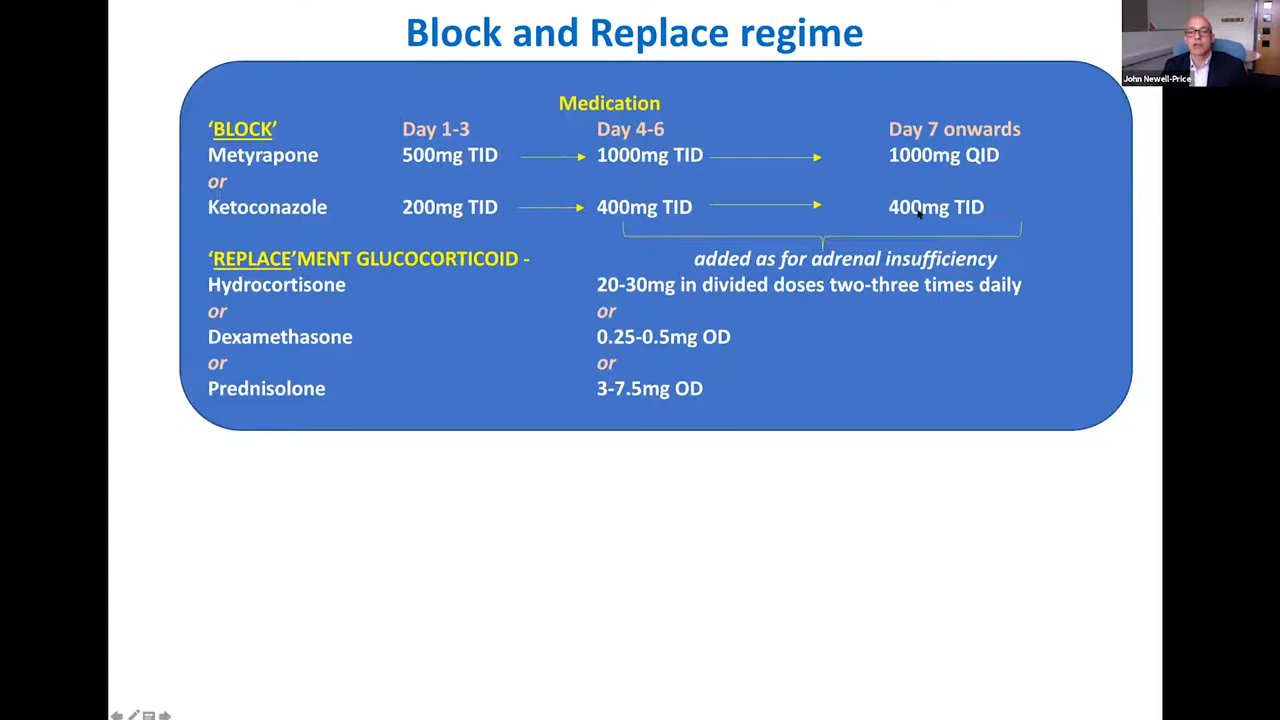 Block and Replace regime
John Newell-Price
Medication
‘BLOCK’ Day 1-3 Day 4-6 Day 7 onwards
Metyrapone 500mg TID 1000mg TID 1000mg QID
or
Ketoconazole 200mg TID 400mg TID 400mg TID
‘REPLACE’MENT GLUCOCORTICOID - added as for adrenal insufficiency
Hydrocortisone 20-30mg in divided doses two-three times daily
or or
Dexamethasone 0.25-0.5mg OD
or or
Prednisolone 3-7.5mg OD